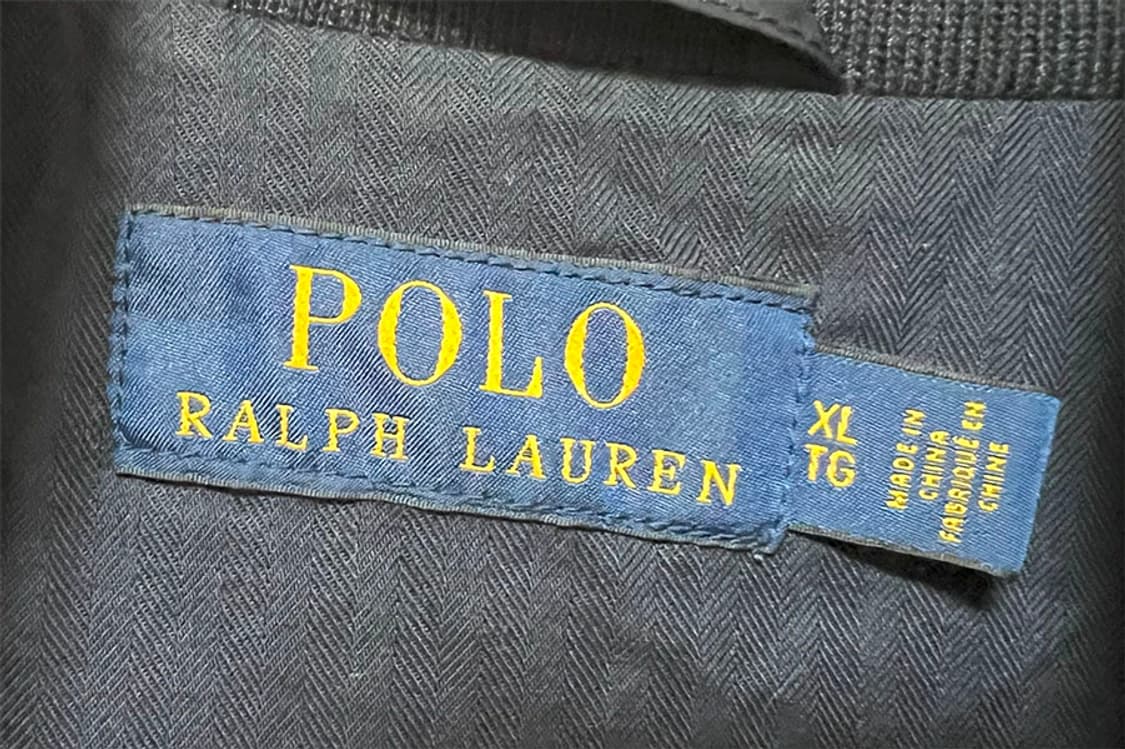 POLO
RALPH LAUREN
XL
TG
MADE IN
CHINA
FABRIQUÉ EN
CHINE